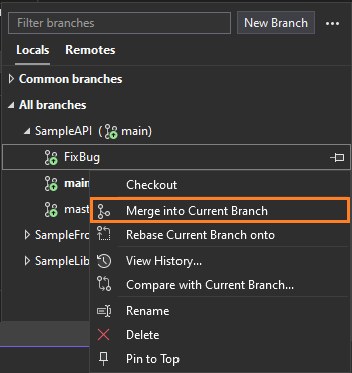 Filter branches
New Branch
...
Locals Remotes
Common branches
All branches
SampleAPI ( main)
FixBug
main
mast
Checkout
Merge into Current Branch
SampleFro
Rebase Current Branch onto
SampleLib
View History...
Compare with Current Branch...
Rename
Delete
Pin to Top